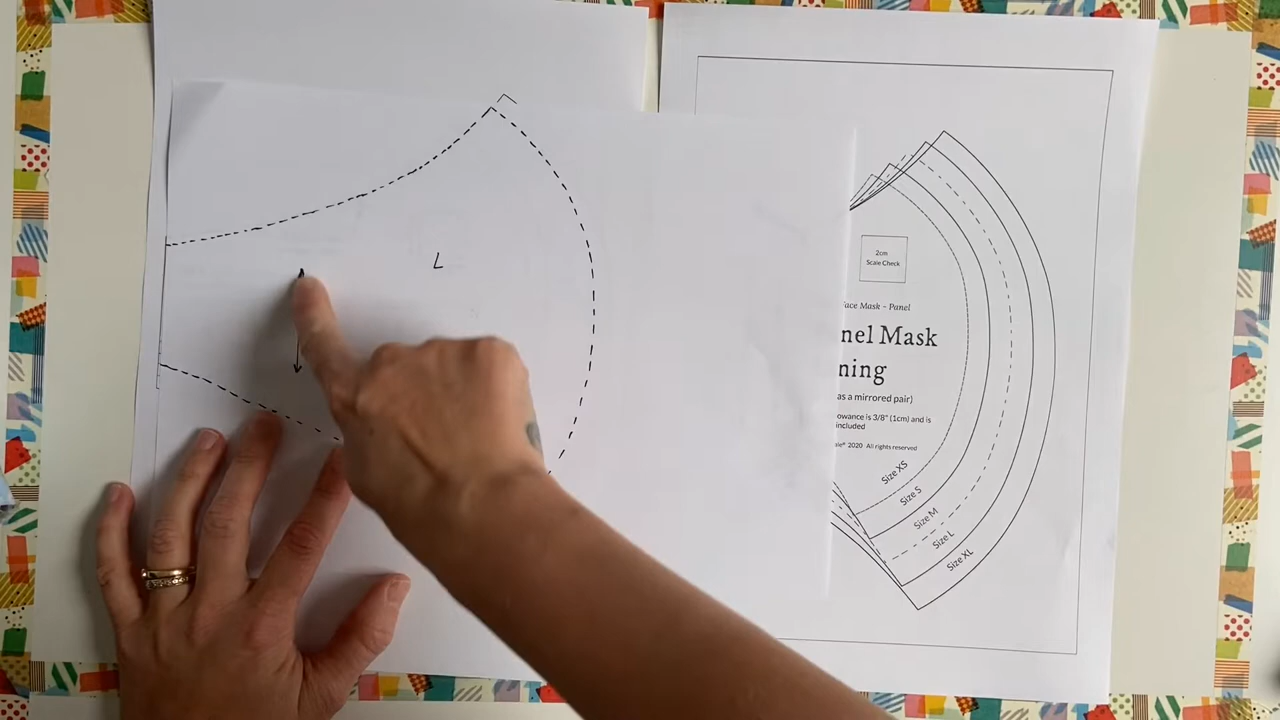 L
2cm
Scale Check
ace Mask - Panel
nel Mask
ning
as a mirrored pair)
owance is 3/8" (1cm) and is
included
ale® 2020 All rights reserved
Size XS
Size S
Size M
Size L
Size XL